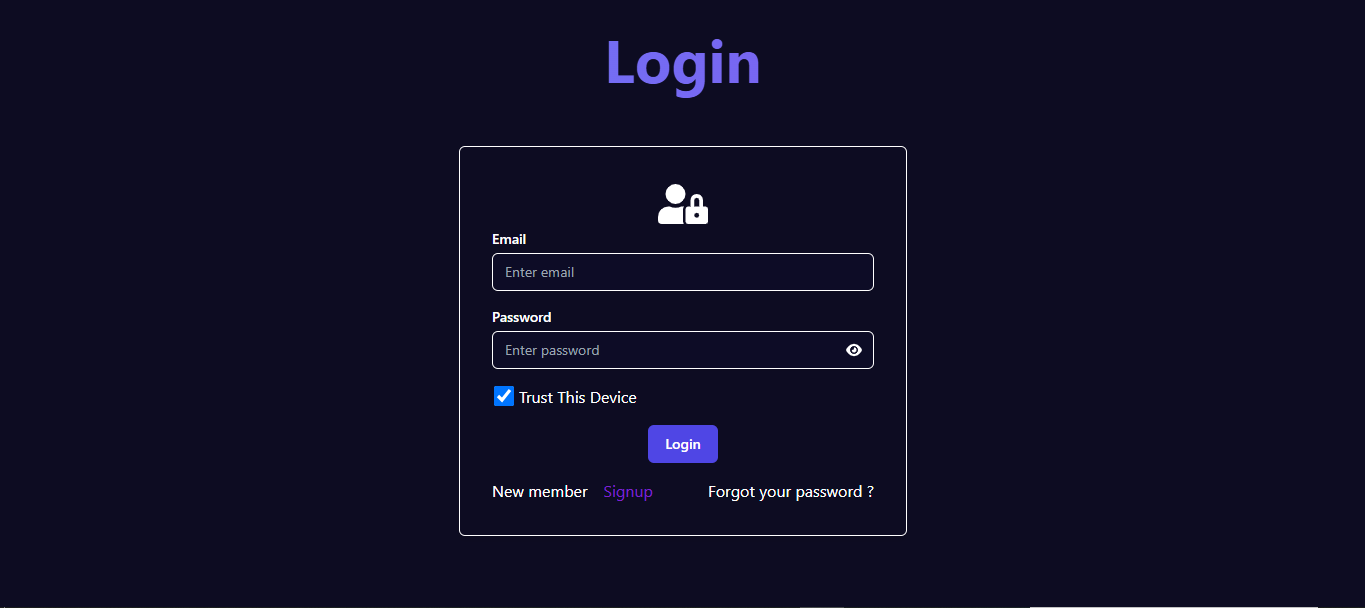 Login
Email
Enter email
Password
Enter password
Trust This Device
Login
New member Signup Forgot your password ?